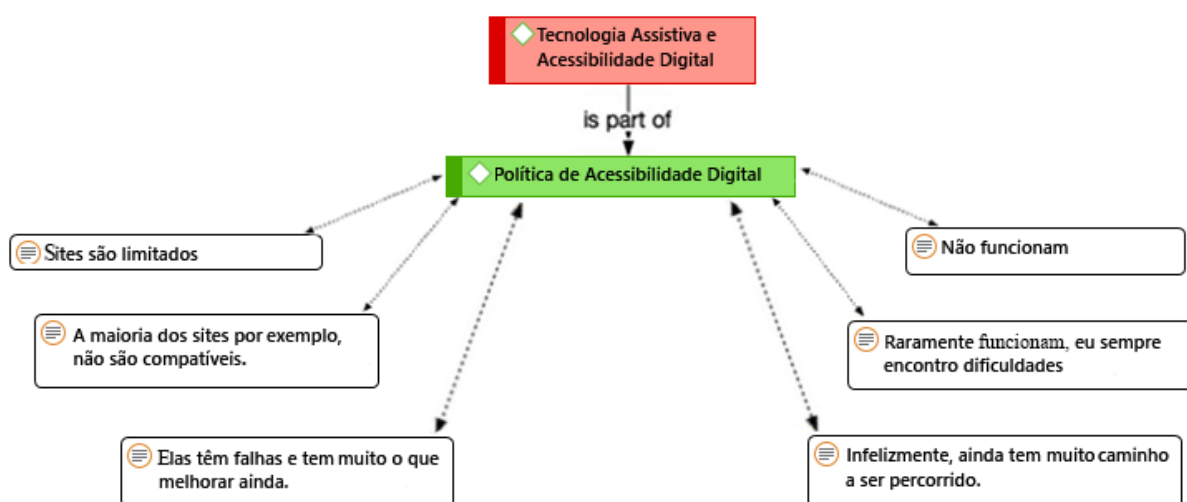 Tecnologia Assistiva e
Acessibilidade Digital
is part of
Política de Acessibilidade Digital
Sites são limitados
Não funcionam
A maioria dos sites por exemplo,
não são compatíveis.
Raramente funcionam, eu sempre
encontro dificuldades
Elas têm falhas e tem muito o que
melhorar ainda.
Infelizmente, ainda tem muito caminho
a ser percorrido.